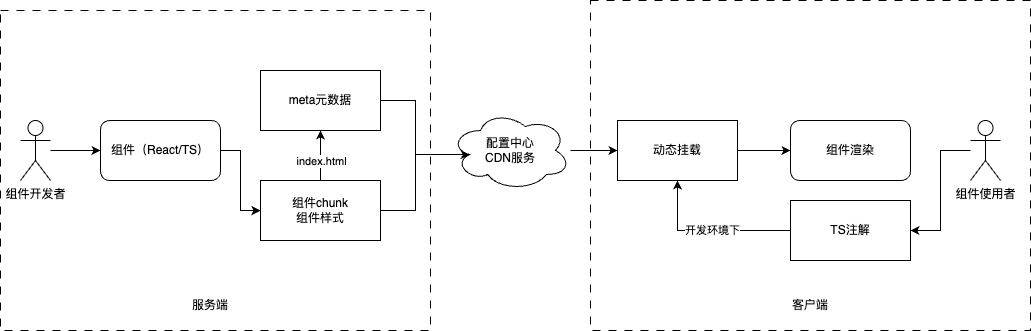 组件开发者
组件（React/TS）
meta元数据
index.html
组件chunk
组件样式
服务端
配置中心
CDN服务
动态挂载
组件渲染
开发环境下
TS注解
组件使用者
客户端